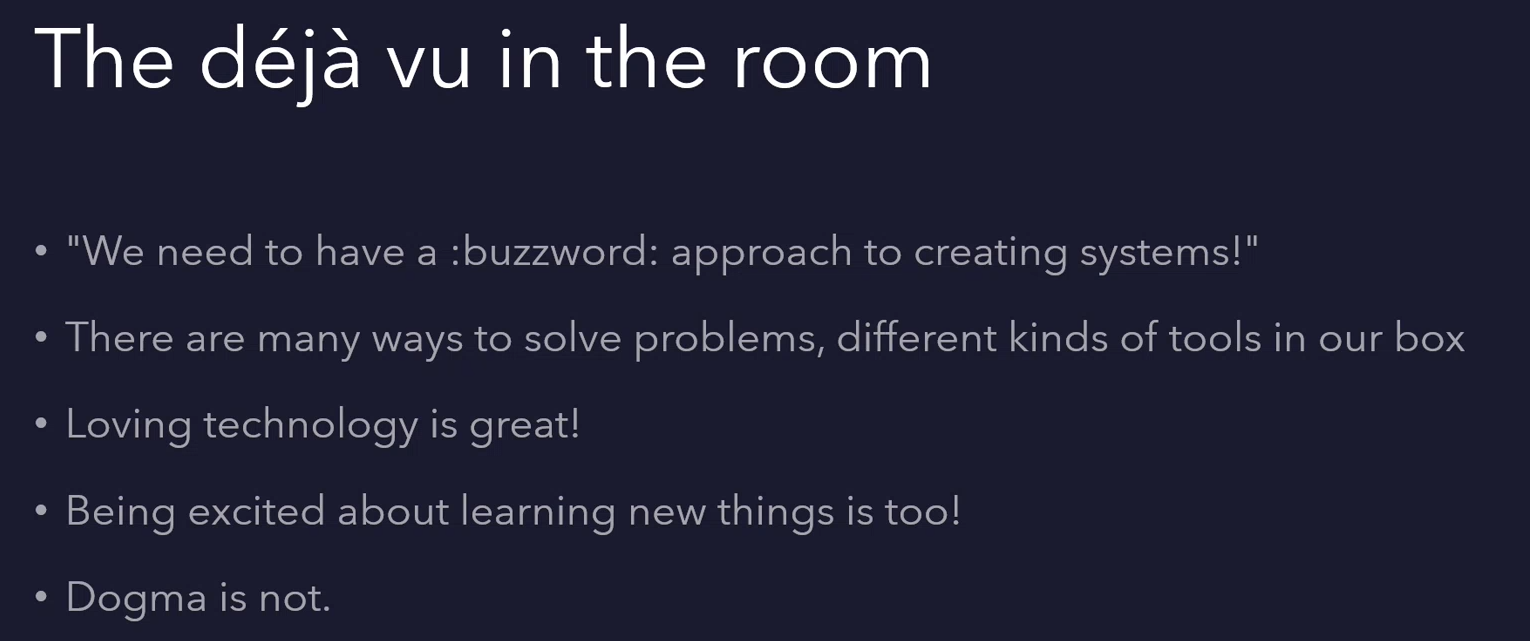 The déjà vu in the room
• "We need to have a :buzzword: approach to creating systems!"
• There are many ways to solve problems, different kinds of tools in our box
• Loving technology is great!
• Being excited about learning new things is too!
• Dogma is not.